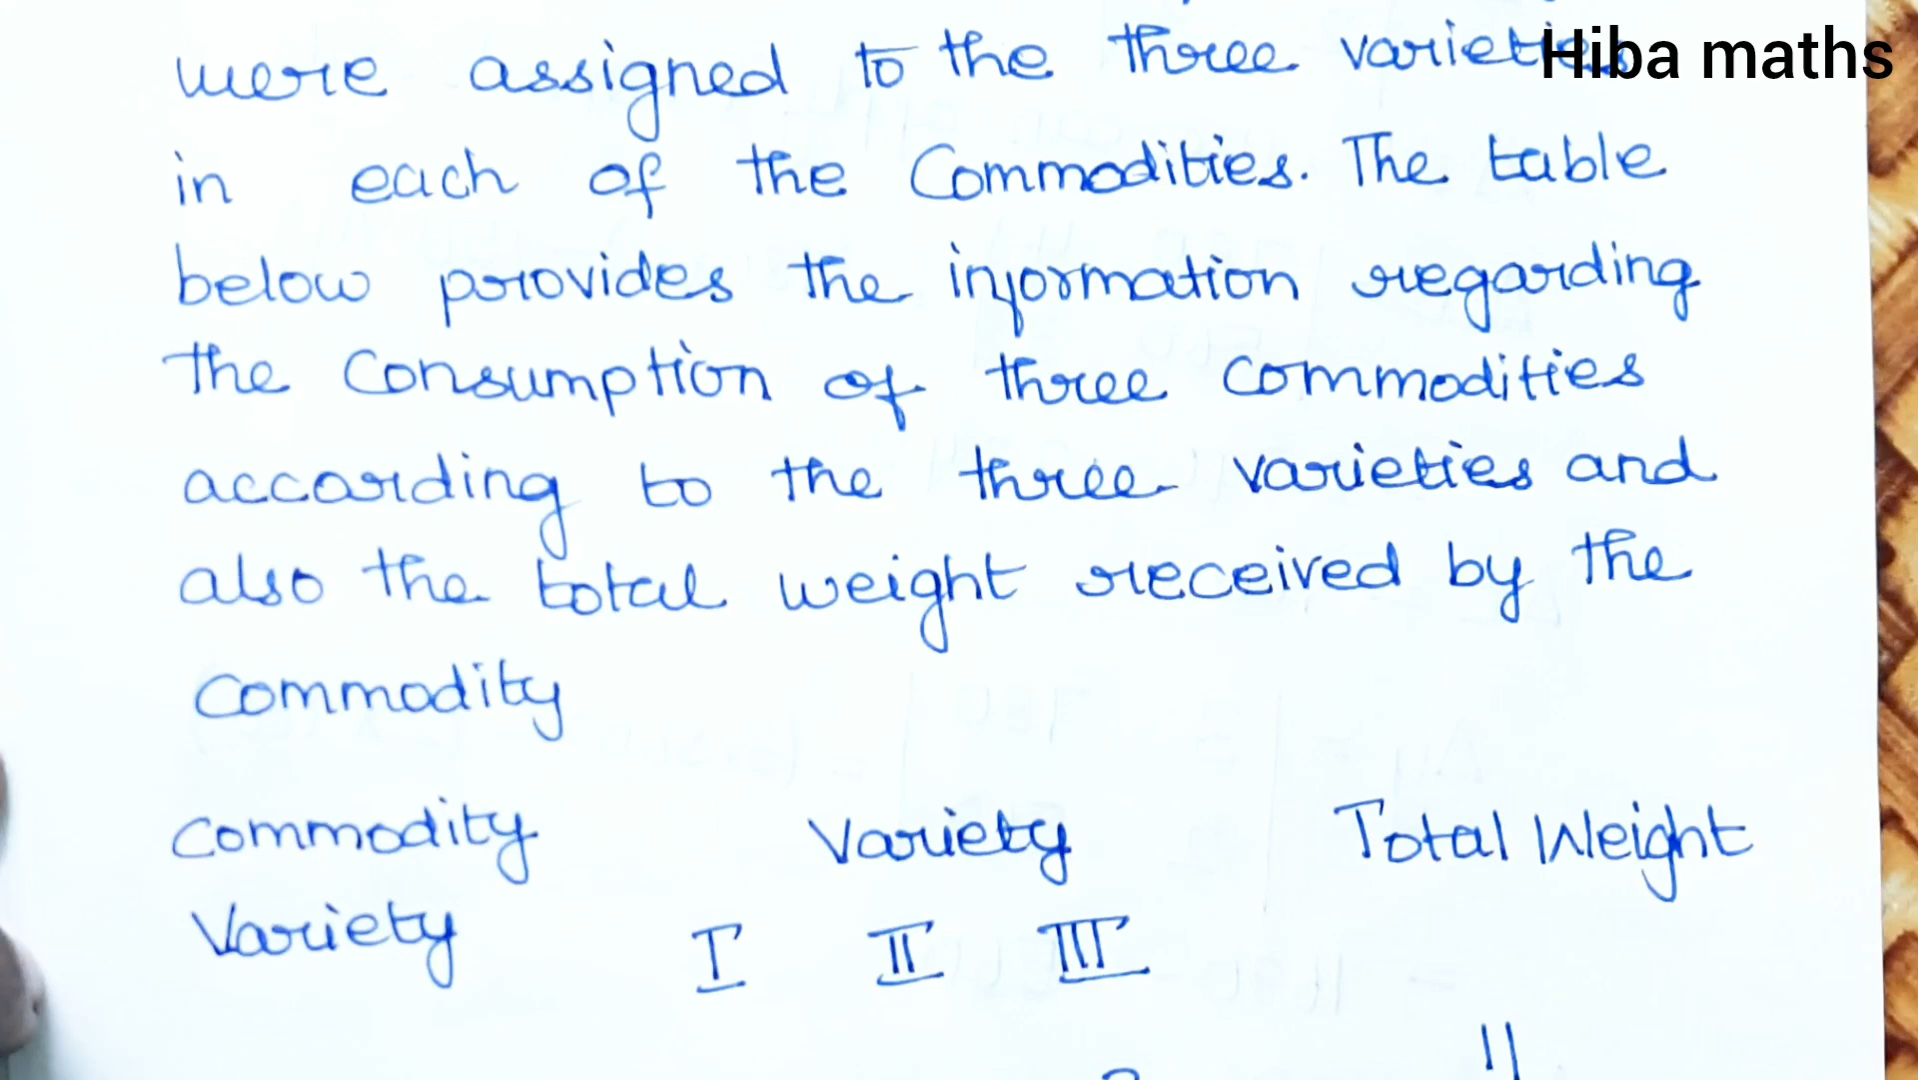 were assigned to the three varieties
Hiba maths
in each of the Commodities. The table
below provides the information regarding
the Consumption of three commodities
according to the three varieties and
also the total weight received by the
Commodity
Commodity Variety Total Weight
Variety I II III
11